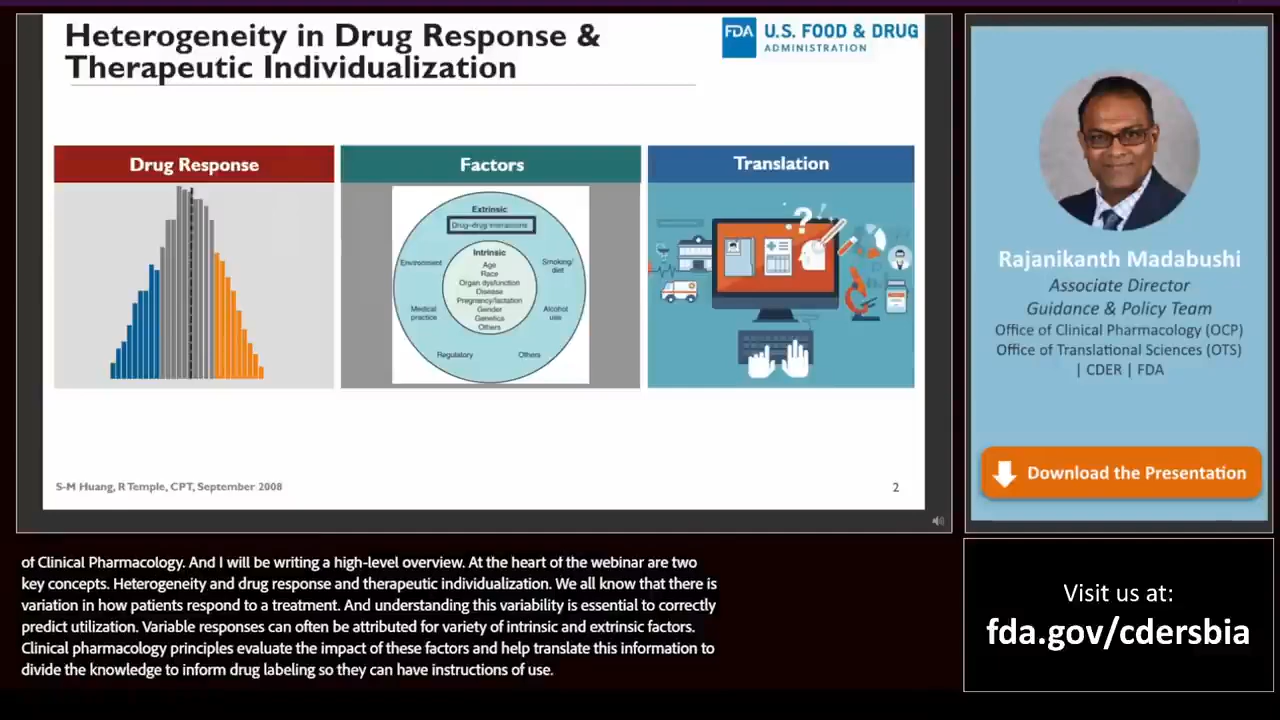 Heterogeneity in Drug Response &
Therapeutic Individualization
FDA
U.S. FOOD & DRUG
ADMINISTRATION
Drug Response
Factors
Translation
Extrinsic
Drug-drug interactions
Environment
Smoking/
diet
Intrinsic
Age
Race
Organ dysfunction
Disease
Pregnancy/lactation
Gender
Genetics
Others
Medical
practice
Alcohol
use
Regulatory
Others
?
S-M Huang, R Temple, CPT, September 2008
2
Rajanikanth Madabushi
Associate Director
Guidance & Policy Team
Office of Clinical Pharmacology (OCP)
Office of Translational Sciences (OTS)
| CDER | FDA
Download the Presentation
of Clinical Pharmacology. And I will be writing a high-level overview. At the heart of the webinar are two
key concepts. Heterogeneity and drug response and therapeutic individualization. We all know that there is
variation in how patients respond to a treatment. And understanding this variability is essential to correctly
predict utilization. Variable responses can often be attributed for variety of intrinsic and extrinsic factors.
Clinical pharmacology principles evaluate the impact of these factors and help translate this information to
divide the knowledge to inform drug labeling so they can have instructions of use.
Visit us at:
fda.gov/cdersbia